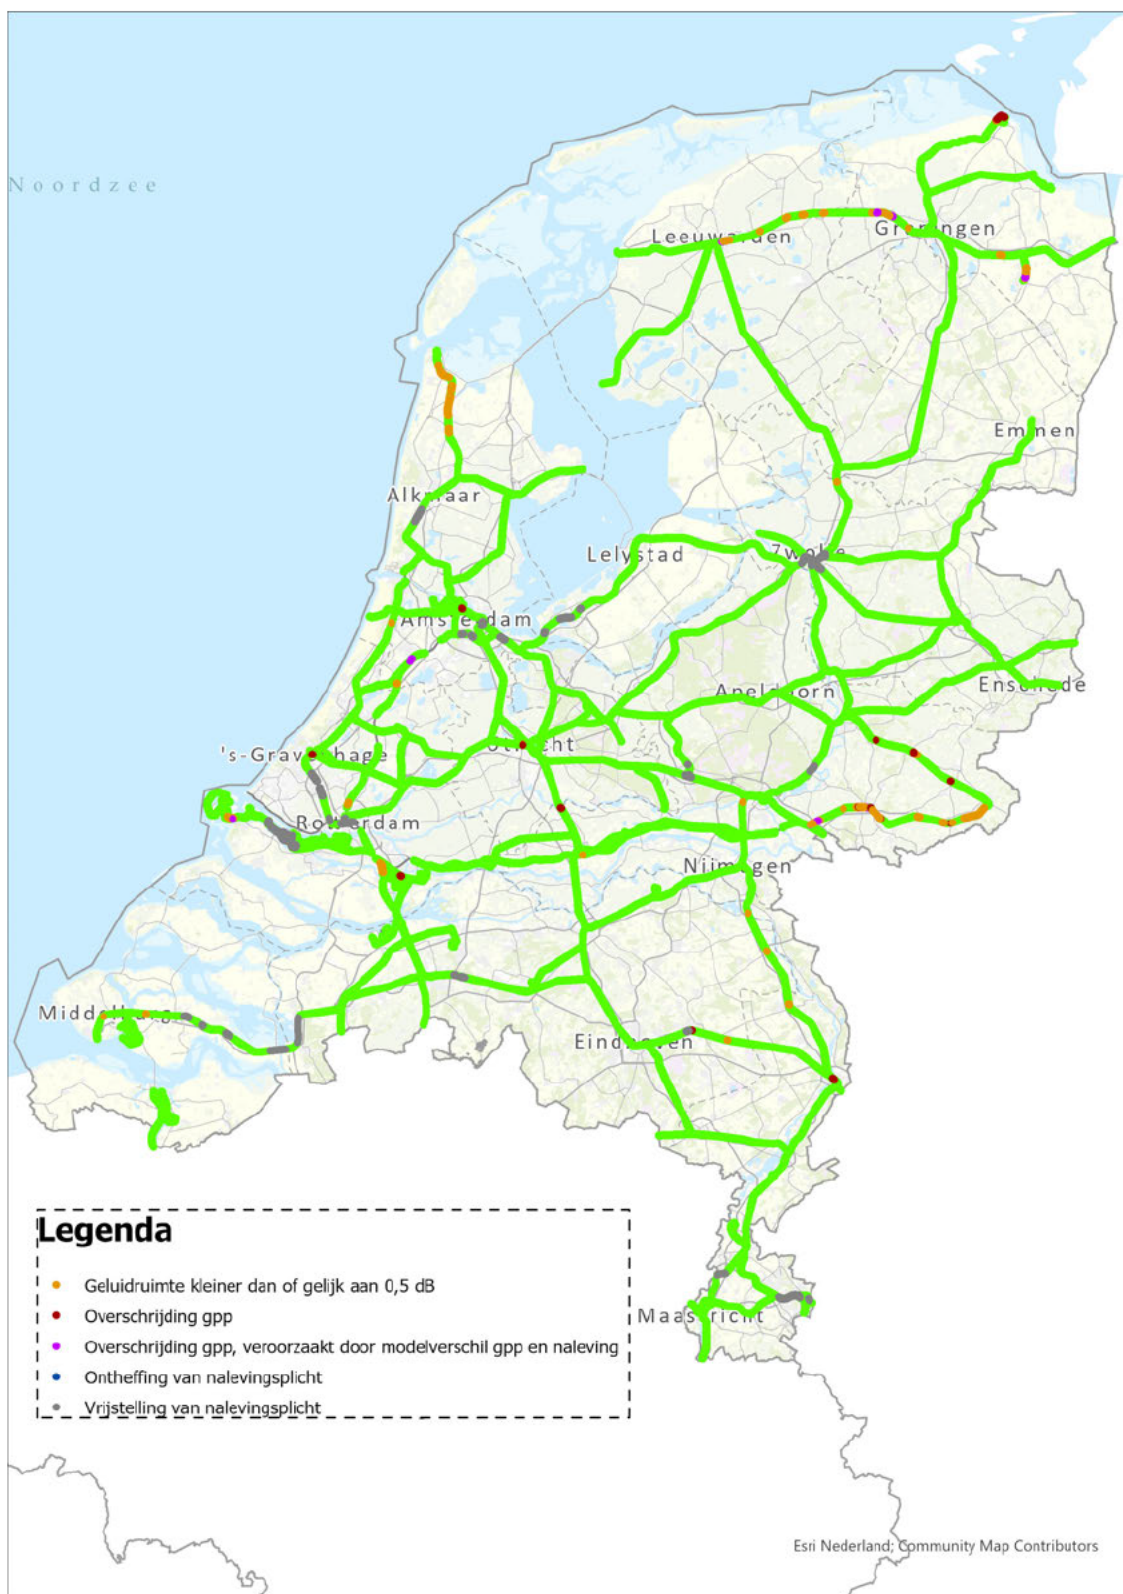 Noordzee
Leeuwarden
Groningen
Emmen
Alkmaar
Lelystad
Zwolle
Amsterdam
Apeldoorn
Enschede
's-Gravenhage
Utrecht
Rotterdam
Nijmegen
Middelburg
Eindhoven
Maastricht
Legenda
Geluidruimte kleiner dan of gelijk aan 0,5 dB
Overschrijding gpp
Overschrijding gpp, veroorzaakt door modelverschil gpp en naleving
Ontheffing van nalevingsplicht
Vrijstelling van nalevingsplicht
Esri Nederland; Community Map Contributors